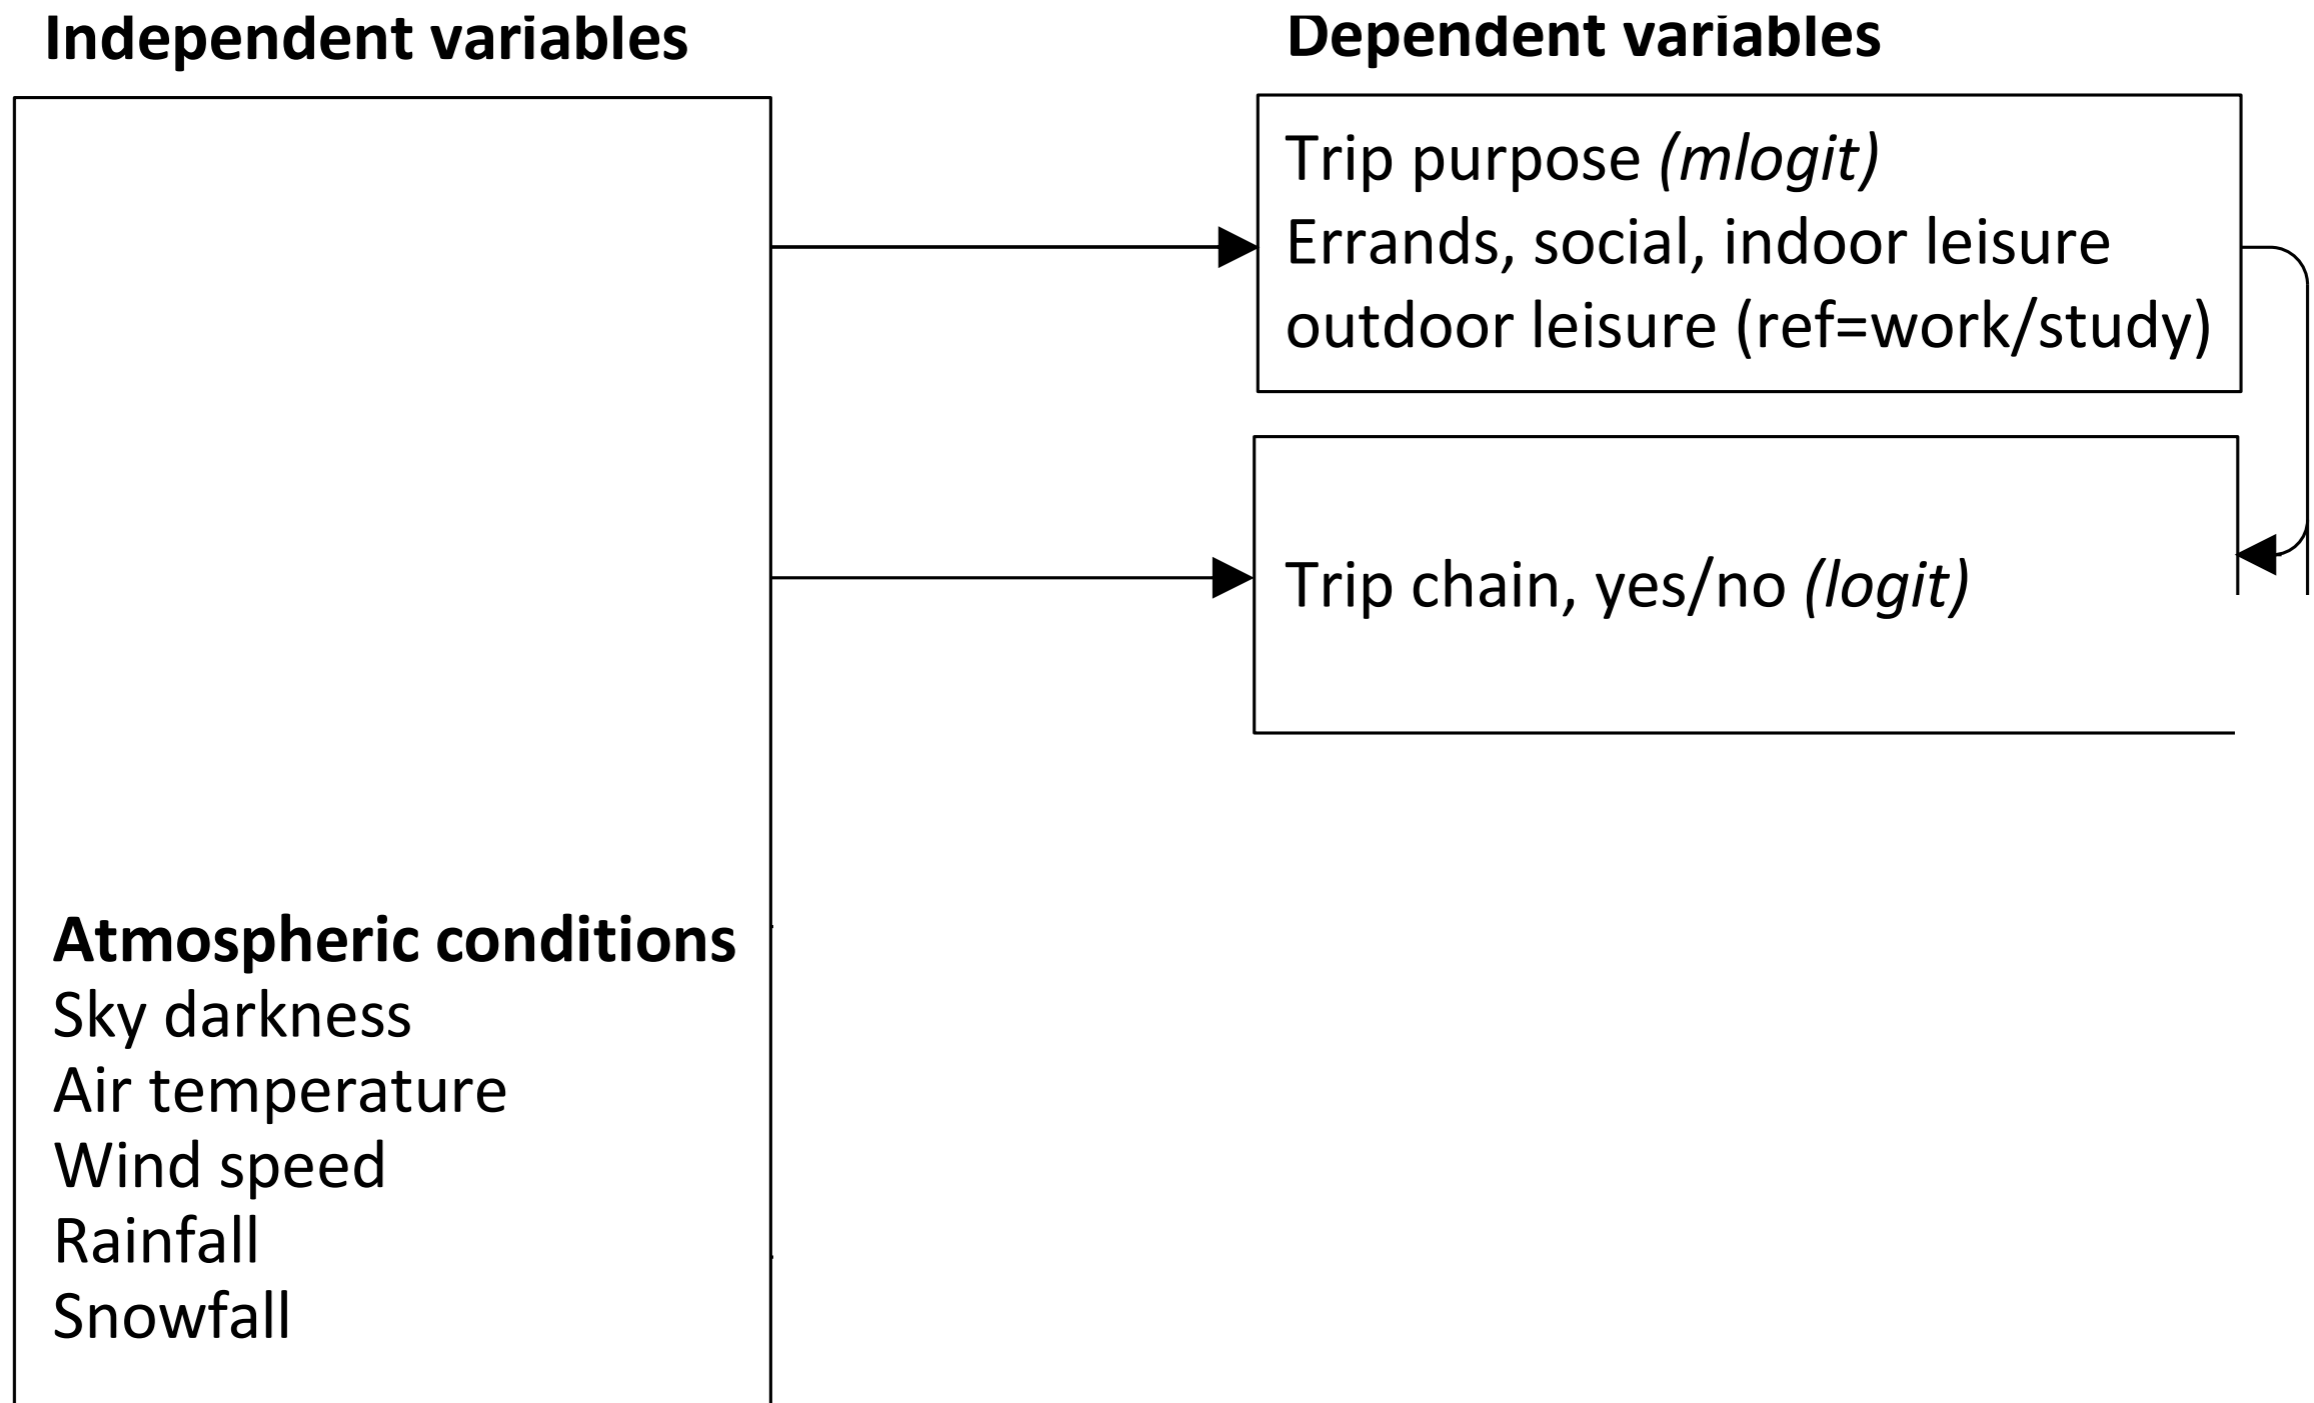 Independent variables
Dependent variables
Trip purpose (mlogit)
Errands, social, indoor leisure
outdoor leisure (ref=work/study)
Trip chain, yes/no (logit)
Atmospheric conditions
Sky darkness
Air temperature
Wind speed
Rainfall
Snowfall